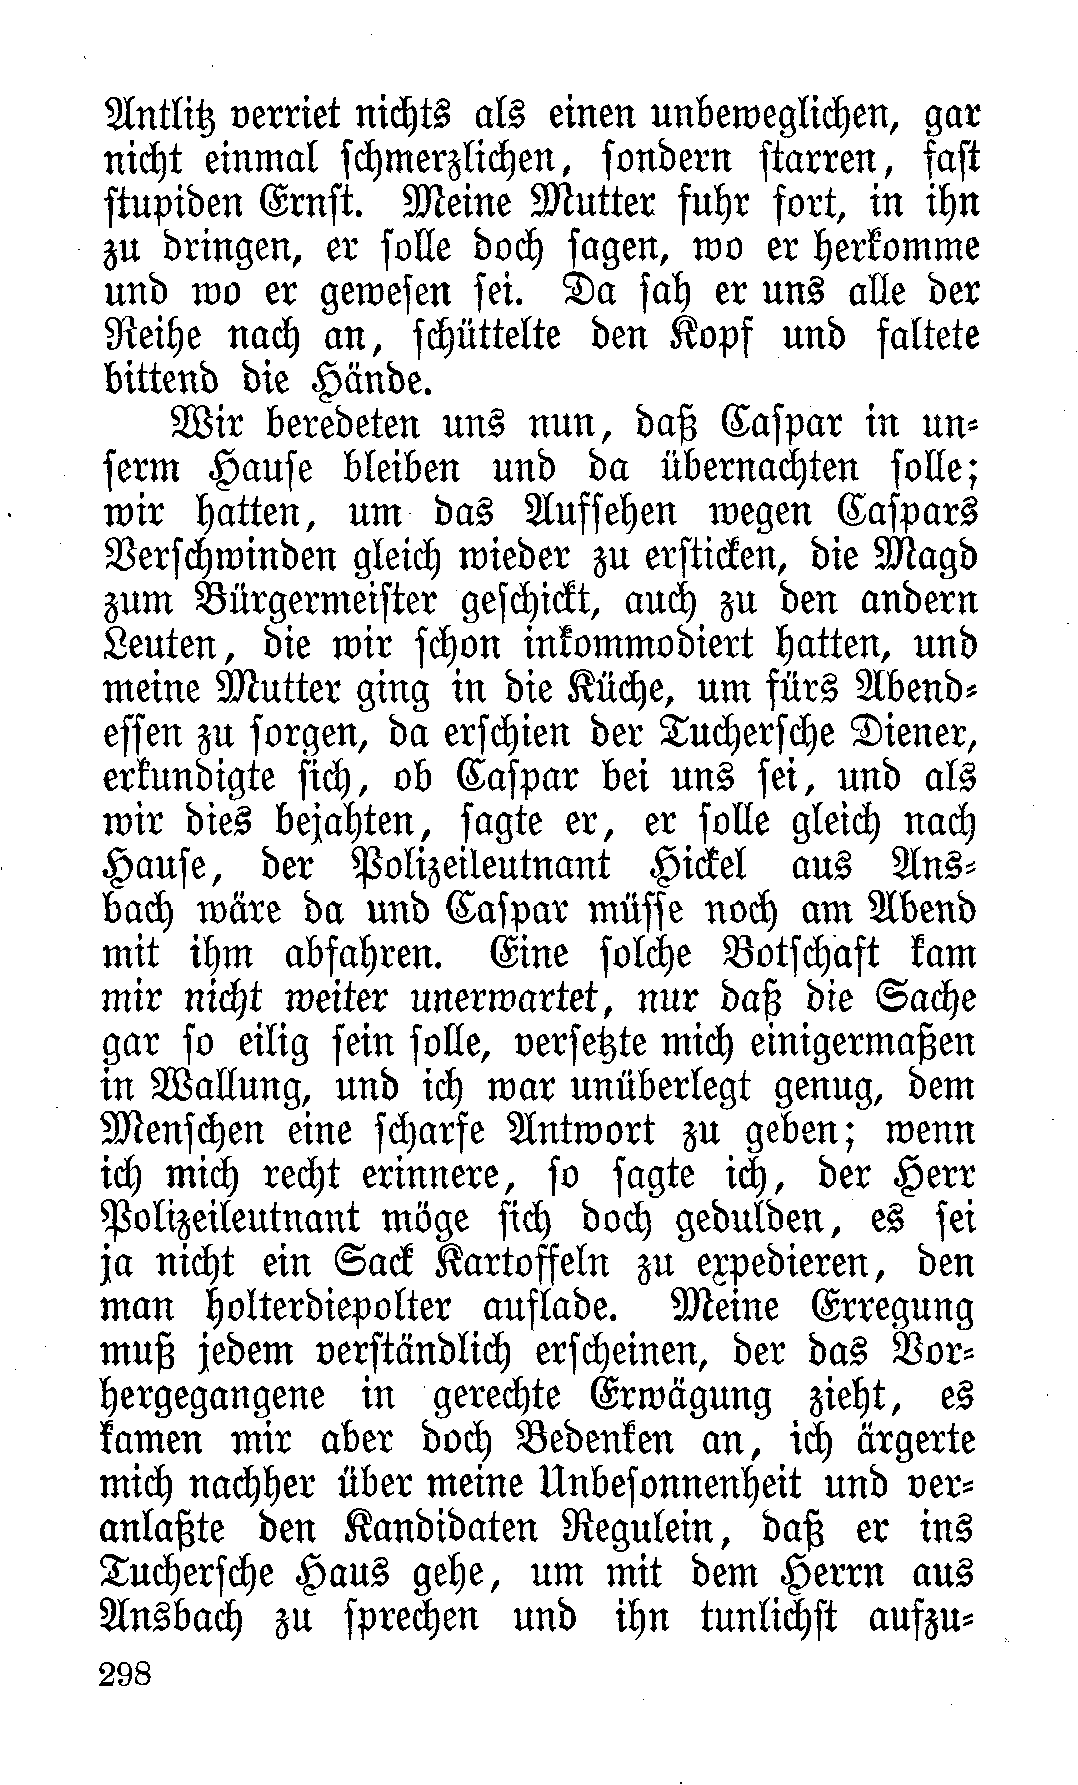 Antlitz verriet nichts als einen unbeweglichen, gar
nicht einmal schmerzlichen, sondern starren, fast
stupiden Ernst. Meine Mutter fuhr fort, in ihn
zu dringen, er solle doch sagen, wo er herkomme
und wo er gewesen sei. Da sah er uns alle der
Reihe nach an, schüttelte den Kopf und faltete
bittend die Hände.
Wir beredeten uns nun, daß Caspar in un-
serm Hause bleiben und da übernachten solle;
wir hatten, um das Aufsehen wegen Caspars
Verschwinden gleich wieder zu ersticken, die Magd
zum Bürgermeister geschickt, auch zu den andern
Leuten, die wir schon inkommodiert hatten, und
meine Mutter ging in die Küche, um fürs Abend-
essen zu sorgen, da erschien der Tuchersche Diener,
erkundigte sich, ob Caspar bei uns sei, und als
wir dies bejahten, sagte er, er solle gleich nach
Hause, der Polizeileutnant Hickel aus Ans-
bach wäre da und Caspar müsse noch am Abend
mit ihm abfahren. Eine solche Botschaft kam
mir nicht weiter unerwartet, nur daß die Sache
gar so eilig sein solle, versetzte mich einigermaßen
in Wallung, und ich war unüberlegt genug, dem
Menschen eine scharfe Antwort zu geben; wenn
ich mich recht erinnere, so sagte ich, der Herr
Polizeileutnant möge sich doch gedulden, es sei
ja nicht ein Sack Kartoffeln zu expedieren, den
man holterdiepolter auflade. Meine Erregung
muß jedem verständlich erscheinen, der das Vor-
hergegangene in gerechte Erwägung zieht, es
kamen mir aber doch Bedenken an, ich ärgerte
mich nachher über meine Unbesonnenheit und ver-
anlaßte den Kandidaten Regulein, daß er ins
Tuchersche Haus gehe, um mit dem Herrn aus
Ansbach zu sprechen und ihn tunlichst aufzu-
298